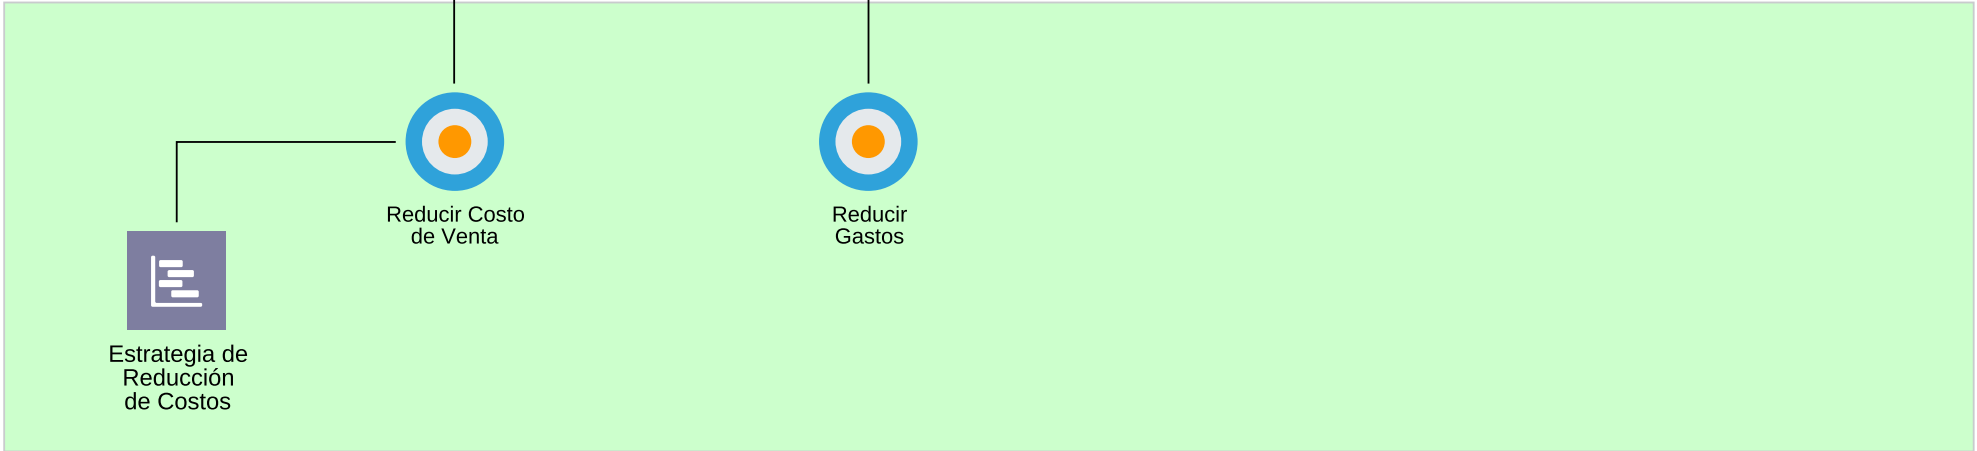 Reducir Costo
de Venta
Reducir
Gastos
Estrategia de
Reducción
de Costos